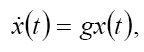 ẋ(t) = gx(t),